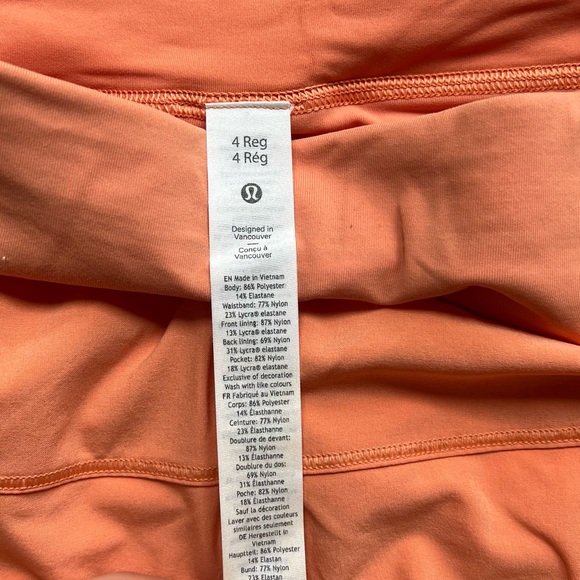 4 Reg
4 Rég
Designed in
Vancouver
Conçu à
Vancouver
EN Made in Vietnam
Body: 86% Polyester
14% Elastane
Waistband: 77% Nylon
23% Lycra® elastane
Front lining: 87% Nylon
13% Lycra® elastane
Back lining: 69% Nylon
31% Lycra® elastane
Pocket: 82% Nylon
18% Lycra® elastane
Exclusive of decoration
Wash with like colours
FR Fabriqué au Vietnam
Corps: 86% Polyester
14% Élasthanne
Ceinture: 77% Nylon
23% Élasthanne
Doublure de devant:
87% Nylon
13% Élasthanne
Doublure du dos:
69% Nylon
31% Élasthanne
Poche: 82% Nylon
18% Élasthanne
Sauf la décoration
Laver avec des couleurs
similaires seulement
DE Hergestellt in
Vietnam
Hauptteil: 86% Polyester
14% Elastan
Bund: 77% Nylon
23% Elastan